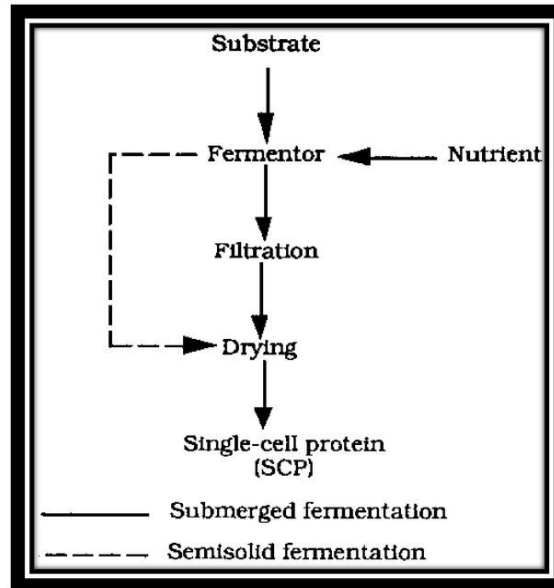 Substrate
Fermentor
Nutrient
Filtration
Drying
Single-cell protein
(SCP)
Submerged fermentation
Semisolid fermentation